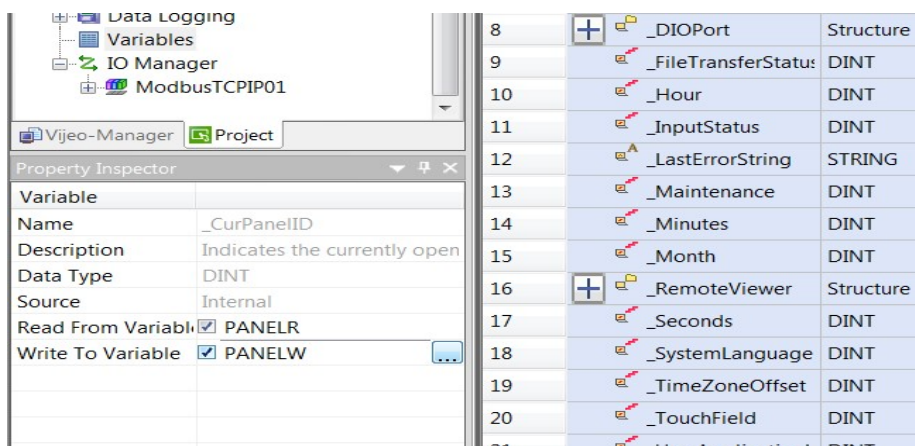 Data Logging
Variables
IO Manager
ModbusTCPIP01
Vijeo-Manager Project
Property Inspector
Variable
Name _CurPanelID
Description Indicates the currently open
Data Type DINT
Source Internal
Read From Variabl PANELR
Write To Variable PANELW ...
8 _DIOPort Structure
9 _FileTransferStatus DINT
10 _Hour DINT
11 _InputStatus DINT
12 _LastErrorString STRING
13 _Maintenance DINT
14 _Minutes DINT
15 _Month DINT
16 _RemoteViewer Structure
17 _Seconds DINT
18 _SystemLanguage DINT
19 _TimeZoneOffset DINT
20 _TouchField DINT